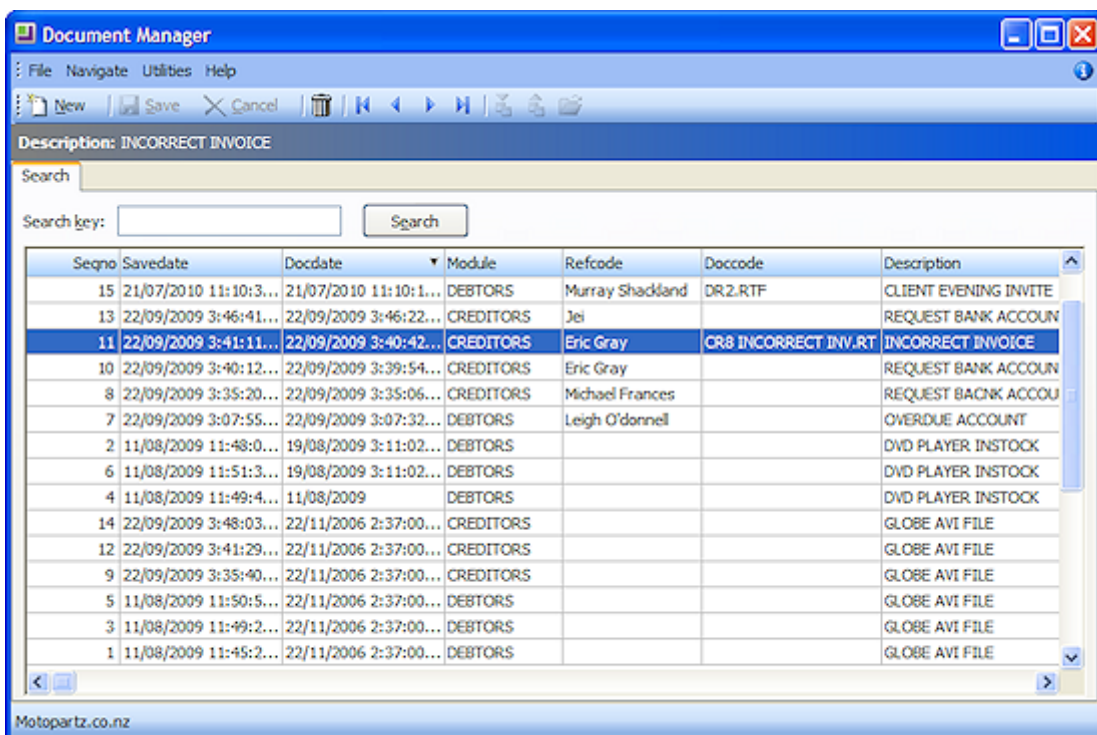 Document Manager
File Navigate Utilities Help
New Save Cancel
Description: INCORRECT INVOICE
Search
Search key: Search
Seqno Savedate Docdate Module Refcode Doccode Description
15 21/07/2010 11:10:3... 21/07/2010 11:10:1... DEBTORS Murray Shackland DR2.RTF CLIENT EVENING INVITE
13 22/09/2009 3:46:41... 22/09/2009 3:46:22... CREDITORS Jei REQUEST BANK ACCOUN
11 22/09/2009 3:41:11... 22/09/2009 3:40:42... CREDITORS Eric Gray CR8 INCORRECT INV.RT INCORRECT INVOICE
10 22/09/2009 3:40:12... 22/09/2009 3:39:54... CREDITORS Eric Gray REQUEST BANK ACCOUN
8 22/09/2009 3:35:20... 22/09/2009 3:35:06... CREDITORS Michael Frances REQUEST BACNK ACCOU
7 22/09/2009 3:07:55... 22/09/2009 3:07:32... DEBTORS Leigh O'donnell OVERDUE ACCOUNT
2 11/08/2009 11:48:0... 19/08/2009 3:11:02... DEBTORS DVD PLAYER INSTOCK
6 11/08/2009 11:51:3... 19/08/2009 3:11:02... DEBTORS DVD PLAYER INSTOCK
4 11/08/2009 11:49:4... 11/08/2009 DEBTORS DVD PLAYER INSTOCK
14 22/09/2009 3:48:03... 22/11/2006 2:37:00... CREDITORS GLOBE AVI FILE
12 22/09/2009 3:41:29... 22/11/2006 2:37:00... CREDITORS GLOBE AVI FILE
9 22/09/2009 3:35:40... 22/11/2006 2:37:00... CREDITORS GLOBE AVI FILE
5 11/08/2009 11:50:5... 22/11/2006 2:37:00... DEBTORS GLOBE AVI FILE
3 11/08/2009 11:49:2... 22/11/2006 2:37:00... DEBTORS GLOBE AVI FILE
1 11/08/2009 11:45:2... 22/11/2006 2:37:00... DEBTORS GLOBE AVI FILE
Motopartz.co.nz